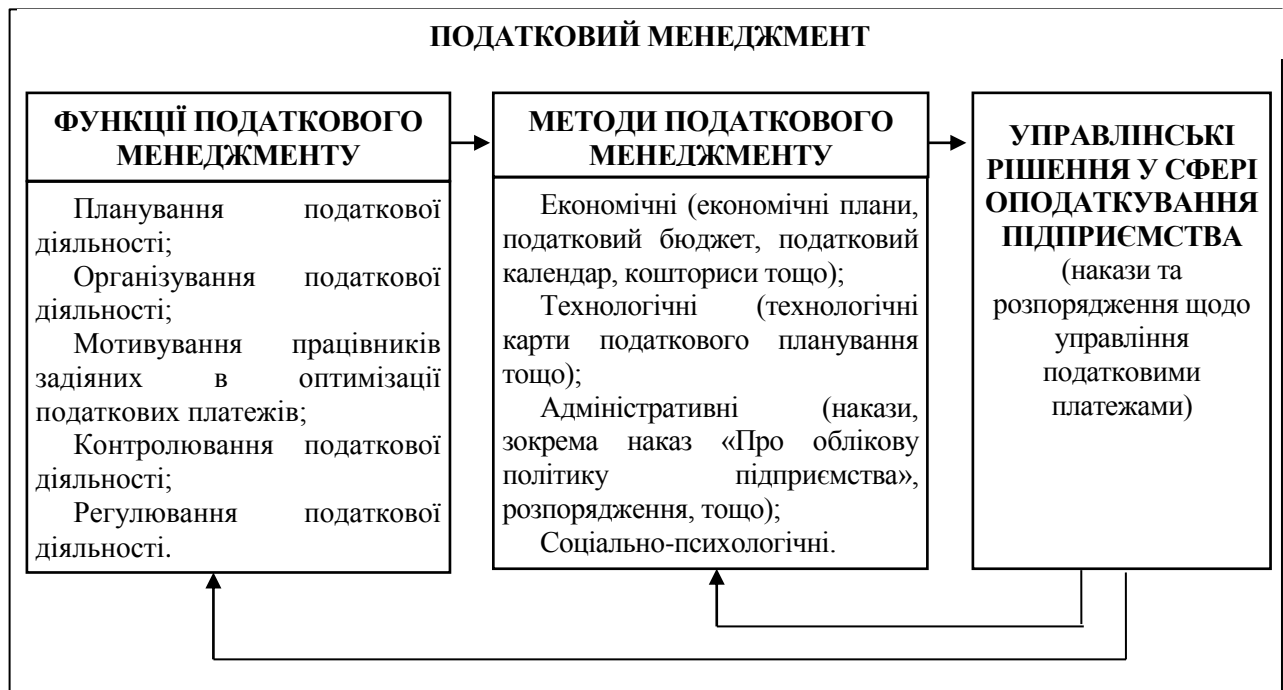 ПОДАТКОВИЙ МЕНЕДЖМЕНТ
ФУНКЦІЇ ПОДАТКОВОГО
МЕНЕДЖМЕНТУ
Планування податкової
діяльності;
Організування податкової
діяльності;
Мотивування працівників
задіяних в оптимізації
податкових платежів;
Контролювання податкової
діяльності;
Регулювання податкової
діяльності.
МЕТОДИ ПОДАТКОВОГО
МЕНЕДЖМЕНТУ
Економічні (економічні плани,
податковий бюджет, податковий
календар, кошториси тощо);
Технологічні (технологічні
карти податкового планування
тощо);
Адміністративні (накази,
зокрема наказ «Про облікову
політику підприємства»,
розпорядження, тощо);
Соціально-психологічні.
УПРАВЛІНСЬКІ
РІШЕННЯ У СФЕРІ
ОПОДАТКУВАННЯ
ПІДПРИЄМСТВА
(накази та
розпорядження щодо
управління
податковими
платежами)